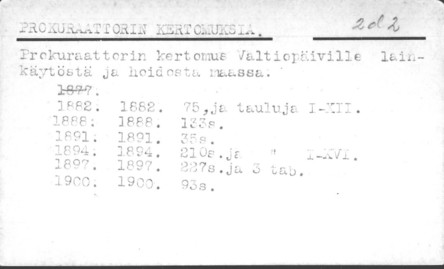 PROKURAATTORIN KERTOMUKSIA. 2d2
Prokuraattorin kertomus Valtiopäiville lain-
käytöstä ja hoidosta maassa:
1877.
1882. 1882. 75,ja tauluja I-XII.
1888. 1888. 133s.
1891. 1891. 35s.
1894. 1894. 210s.ja " I-XVI.
1897. 1897. 227s.ja 3 tab.
1900. 1900. 93s.